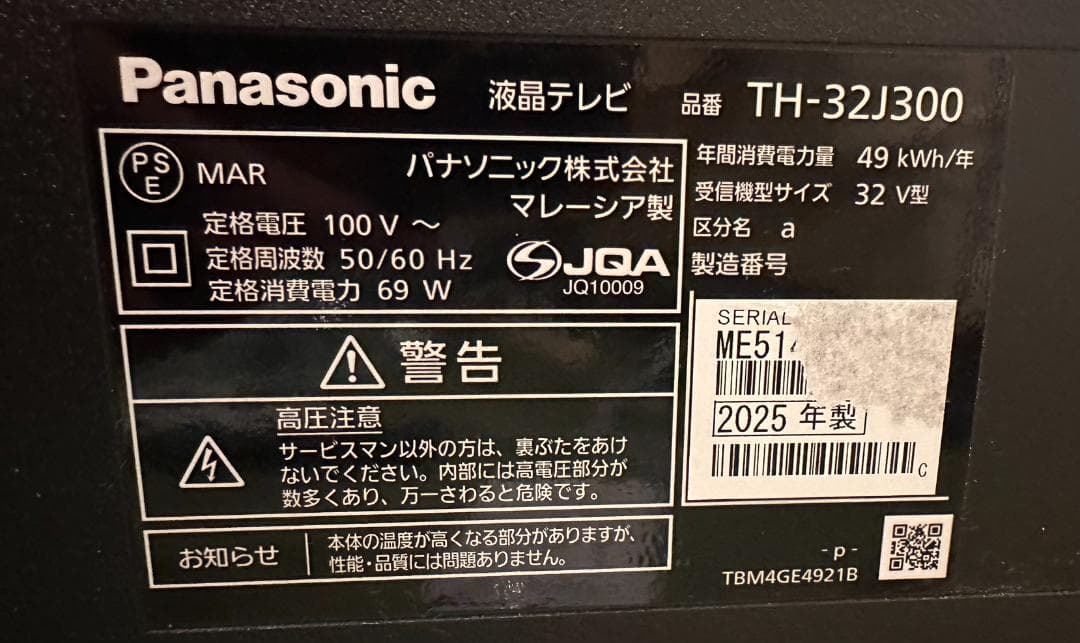 Panasonic 液晶テレビ 品番 TH-32J300
PS
E
MAR
パナソニック株式会社
マレーシア製
定格電圧 100 V ～
定格周波数 50/60 Hz
定格消費電力 69 W
JQA
JQ10009
年間消費電力量 49 kWh/年
受信機型サイズ 32 V型
区分名 a
製造番号
SERIAL
ME51
2025 年製
C
警告
高圧注意
サービスマン以外の方は、裏ぶたをあけ
ないでください。内部には高電圧部分が
数多くあり、万一さわると危険です。
お知らせ
本体の温度が高くなる部分がありますが、
性能・品質には問題ありません。
- p -
TBM4GE4921B